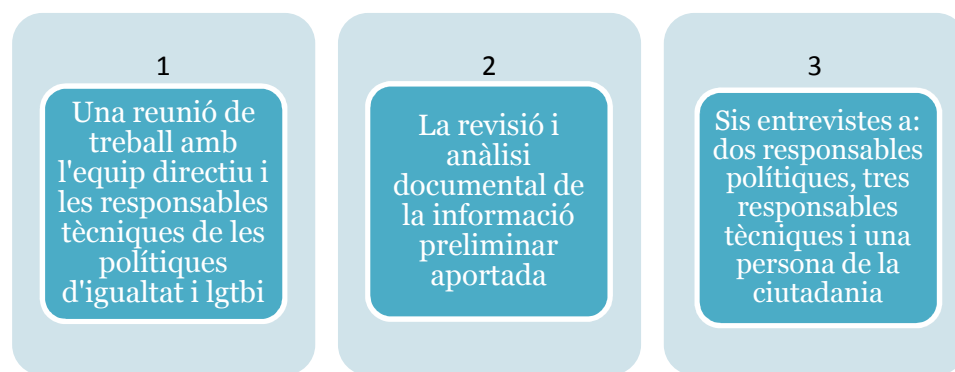 1
Una reunió de
treball amb
l'equip directiu i
les responsables
tècniques de les
polítiques
d'igualtat i lgtbi
2
La revisió i
anàlisi
documental de
la informació
preliminar
aportada
3
Sis entrevistes a:
dos responsables
polítiques, tres
responsables
tècniques i una
persona de la
ciutadania